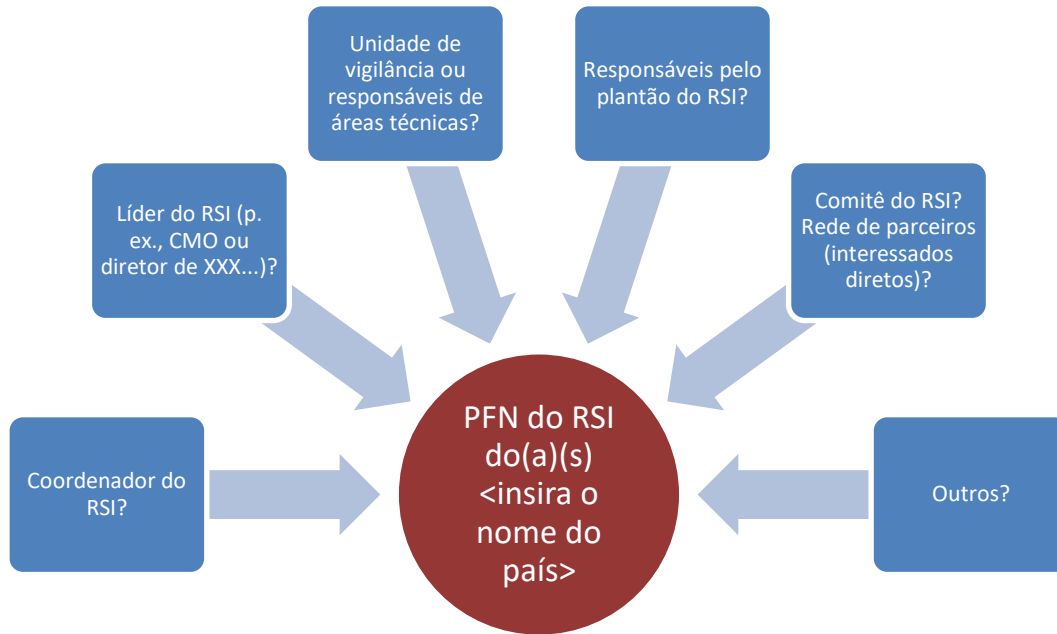 Unidade de
vigilância ou
responsáveis de
áreas técnicas?
Responsáveis pelo
plantão do RSI?
Líder do RSI (p.
ex., CMO ou
diretor de XXX...)?
Comitê do RSI?
Rede de parceiros
(interessados
diretos)?
Coordenador do
RSI?
PFN do RSI
do(a)(s)
<insira o
nome do
país>
Outros?